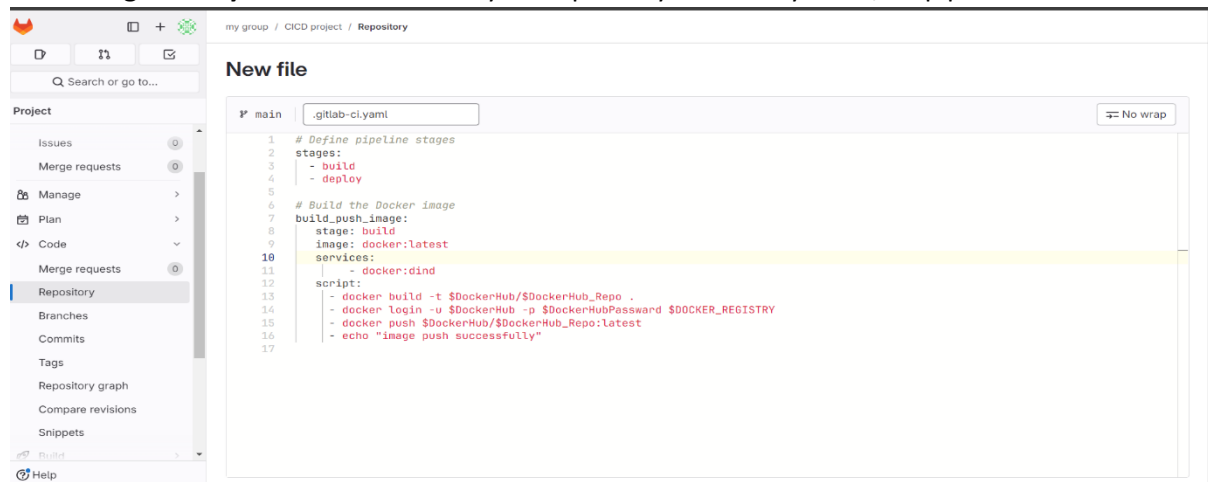 my group / CICD project / Repository
Search or go to...
New file
Project
main
.gitlab-ci.yaml
No wrap
Issues 0
Merge requests 0
Manage
Plan
Code
Merge requests 0
Repository
Branches
Commits
Tags
Repository graph
Compare revisions
Snippets
Build
Help
1 # Define pipeline stages
2 stages:
3 - build
4 - deploy
5
6 # Build the Docker image
7 build_push_image:
8 stage: build
9 image: docker:latest
10 services:
11 - docker:dind
12 script:
13 - docker build -t $DockerHub/$DockerHub_Repo .
14 - docker login -u $DockerHub -p $DockerHubPassward $DOCKER_REGISTRY
15 - docker push $DockerHub/$DockerHub_Repo:latest
16 - echo "image push successfully"
17